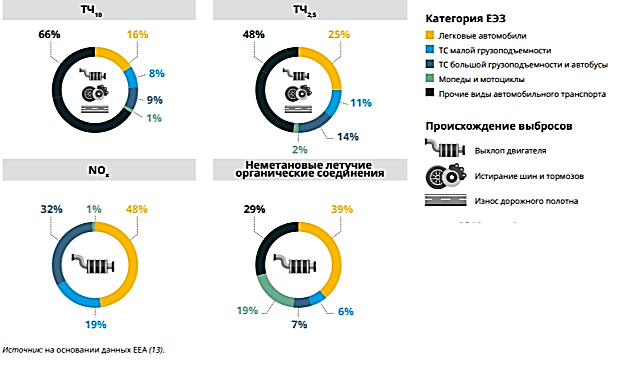 ТЧ10
66%
16%
8%
9%
1%
ТЧ2,5
48%
25%
11%
14%
2%
NOx
32%
1%
48%
19%
Неметановые летучие
органические соединения
29%
39%
19%
7%
6%
Категория ЕЭЗ
Легковые автомобили
ТС малой грузоподъемности
ТС большой грузоподъемности и автобусы
Мопеды и мотоциклы
Прочие виды автомобильного транспорта
Происхождение выбросов
Выхлоп двигателя
Истирание шин и тормозов
Износ дорожного полотна
Источник: на основании данных EEA (13).